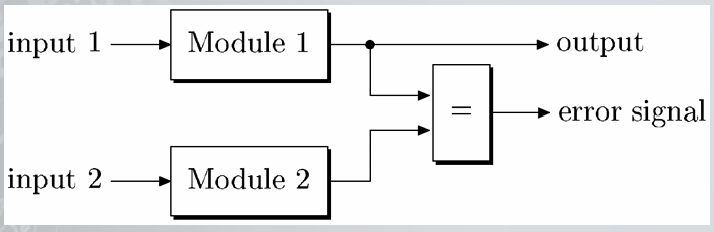 input 1
Module 1
output
=
error signal
input 2
Module 2